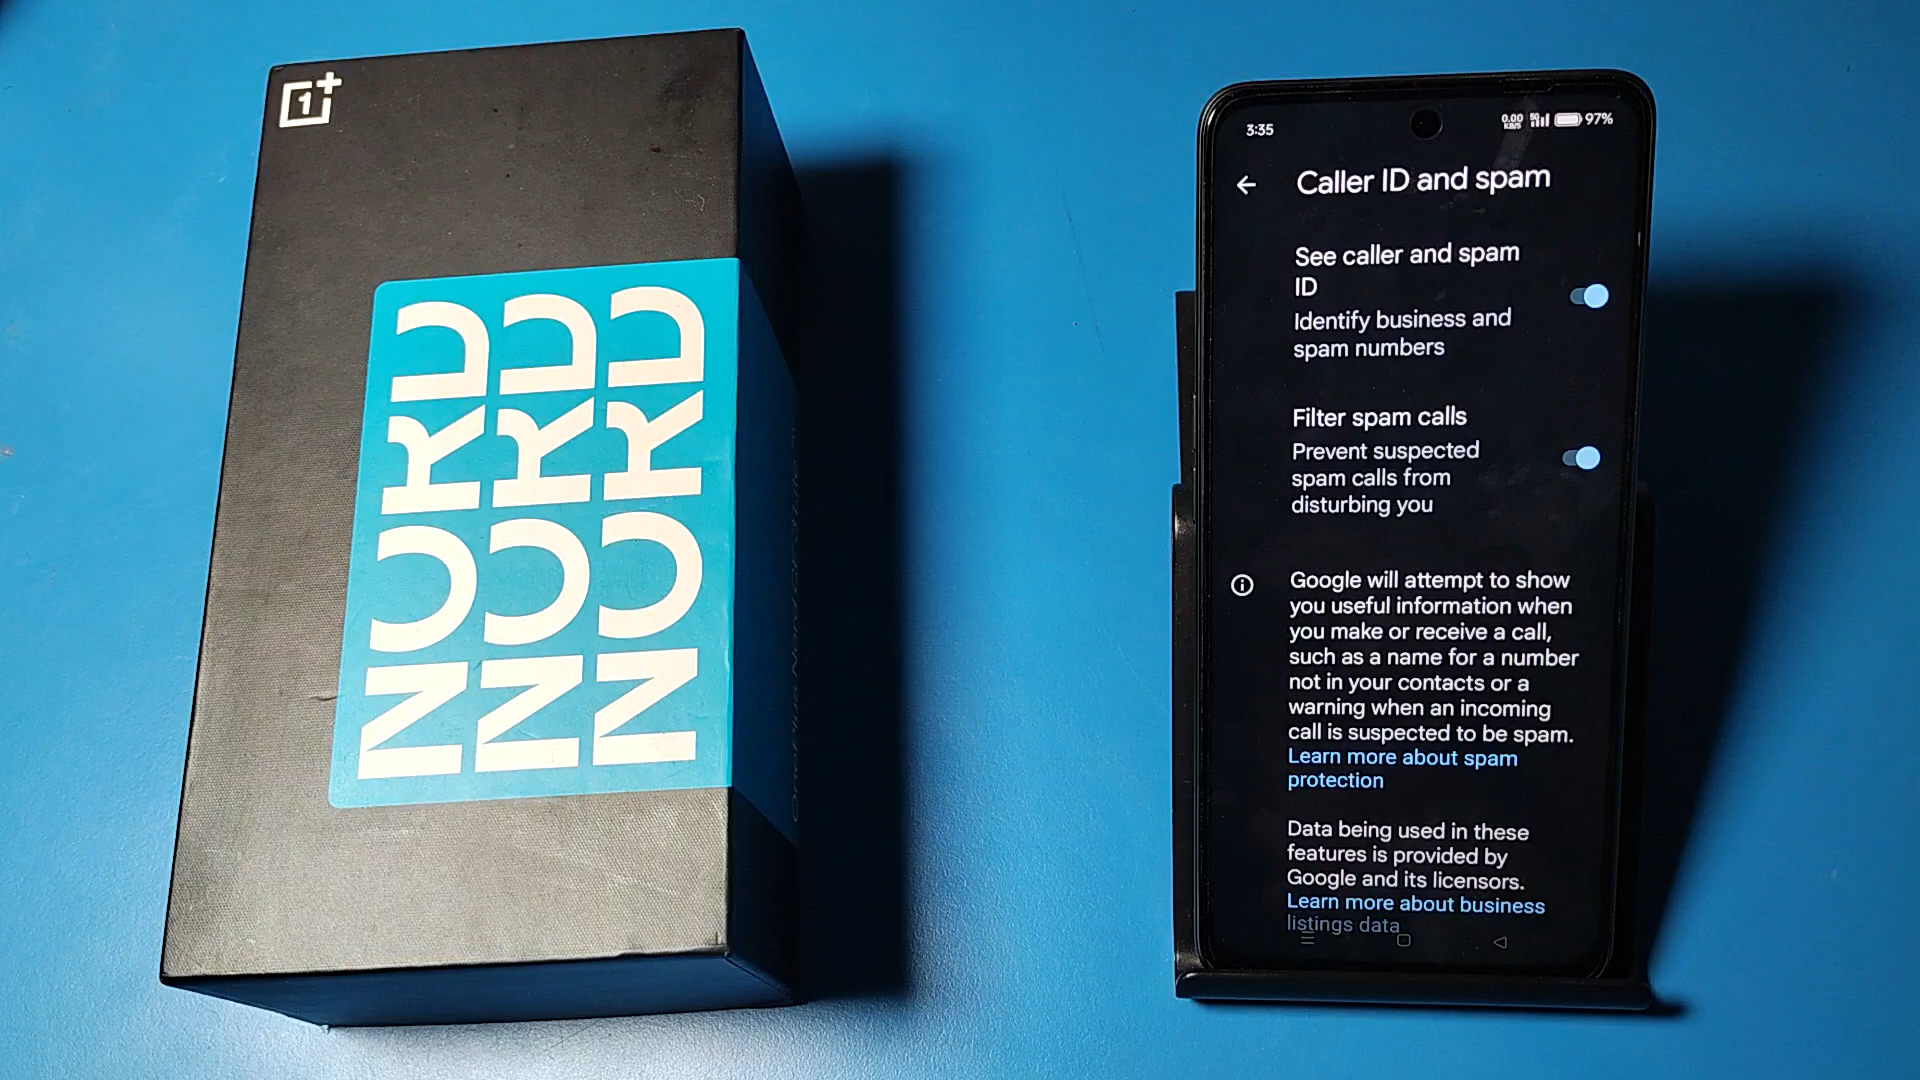 1+
NORD
NORD
NORD
3:35
0.00
KB/S
5G
97%
Caller ID and spam
See caller and spam
ID
Identify business and
spam numbers
Filter spam calls
Prevent suspected
spam calls from
disturbing you
Google will attempt to show
you useful information when
you make or receive a call,
such as a name for a number
not in your contacts or a
warning when an incoming
call is suspected to be spam.
Learn more about spam
protection
Data being used in these
features is provided by
Google and its licensors.
Learn more about business
listings data